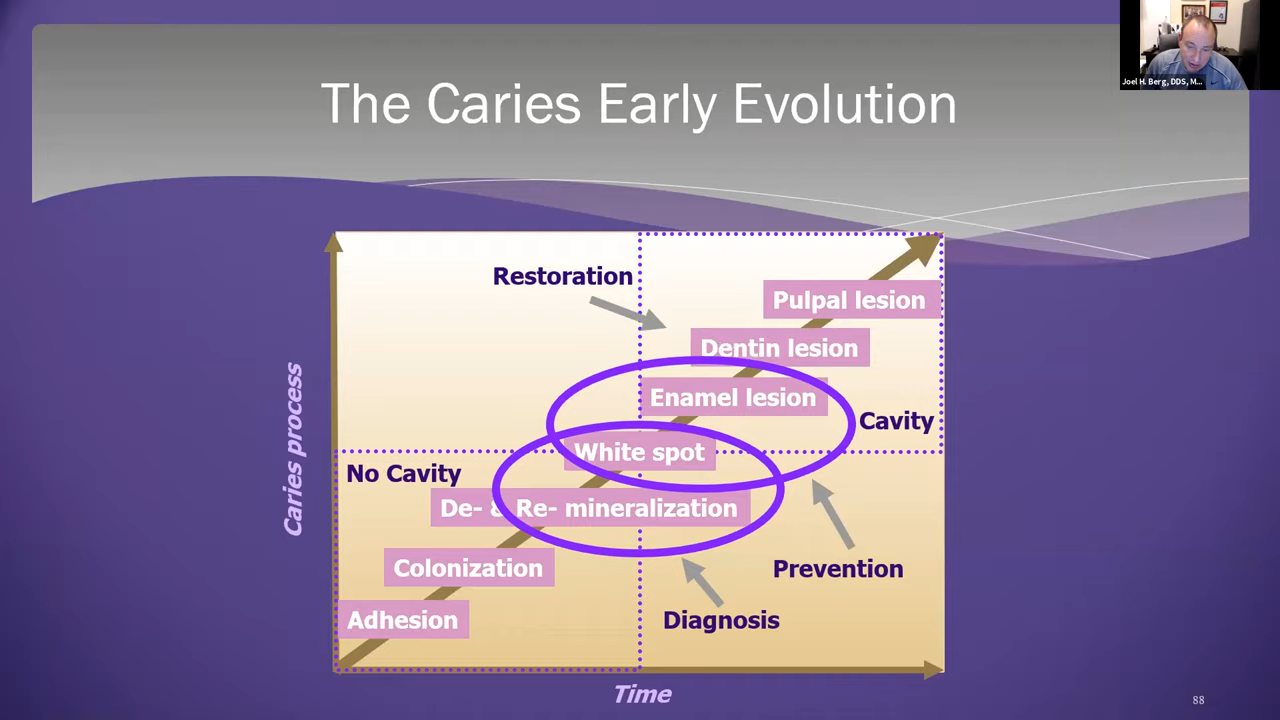 Joel H. Berg, DDS, M...
The Caries Early Evolution
Restoration
Pulpal lesion
Dentin lesion
Enamel lesion
Cavity
White spot
No Cavity
De- & Re- mineralization
Colonization
Prevention
Adhesion
Diagnosis
Caries process
Time
88